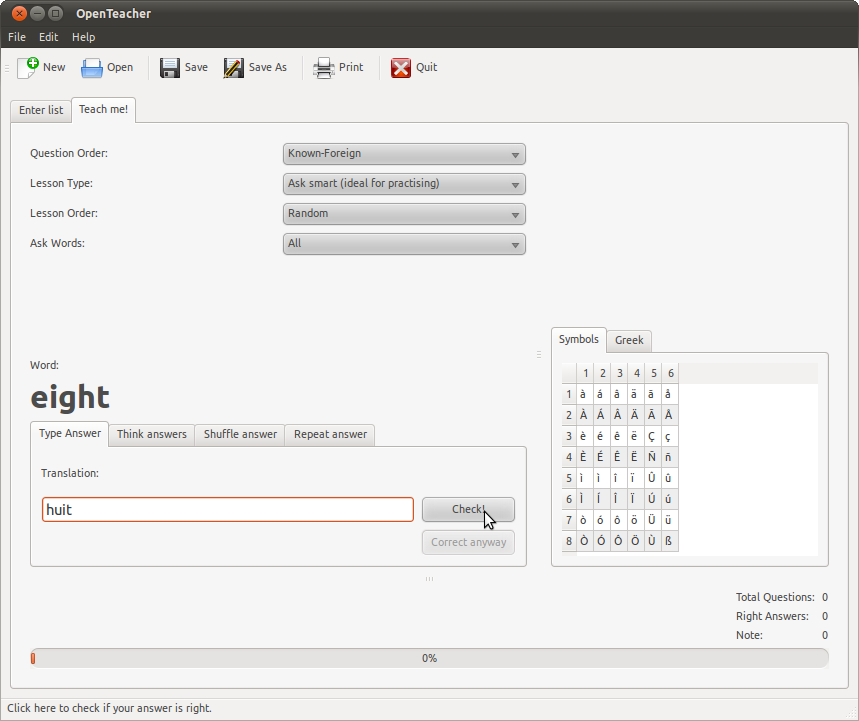 OpenTeacher
File Edit Help
New Open Save Save As Print Quit
Enter list Teach me!
Question Order: Known-Foreign
Lesson Type: Ask smart (ideal for practising)
Lesson Order: Random
Ask Words: All
Symbols Greek
1 2 3 4 5 6
1 à á â ä ã å
2 À Á Â Ä Ã Å
3 è é ê ë Ç ç
4 È É Ê Ë Ñ ñ
5 ì í î ï Û û
6 Ì Í Î Ï Ú ú
7 ò ó ô ö Ü ü
8 Ò Ó Ô Ö Ù ß
Word:
eight
Type Answer Think answers Shuffle answer Repeat answer
Translation:
huit Check!
Correct anyway
Total Questions: 0
Right Answers: 0
Note: 0
0%
Click here to check if your answer is right.